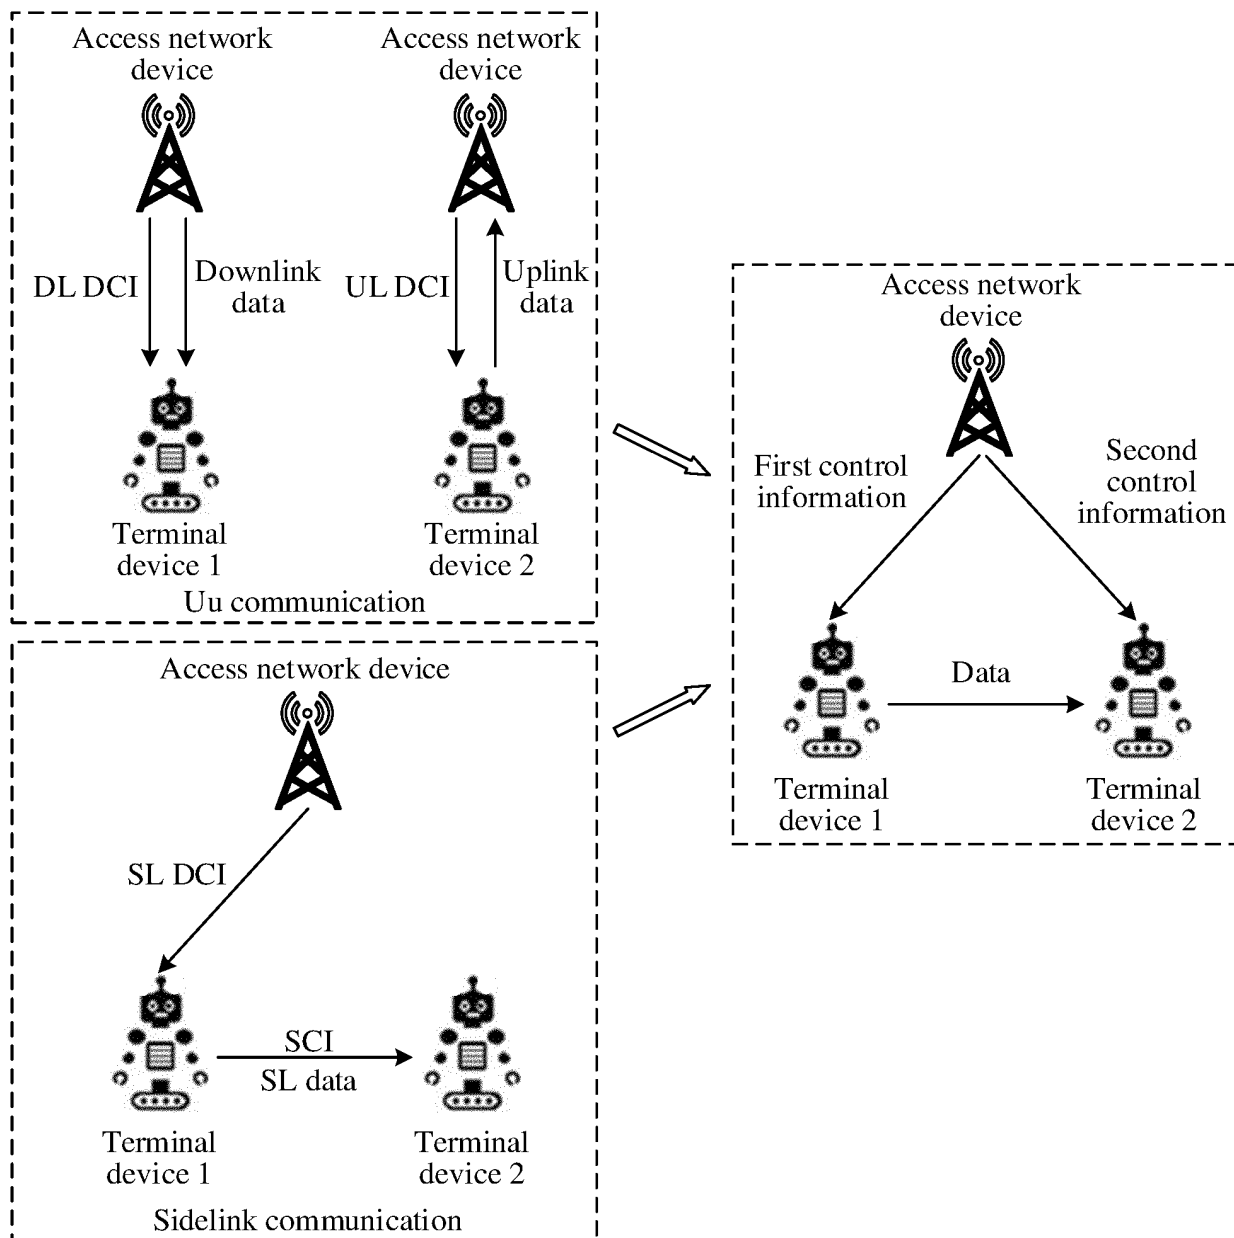 Access network
device
Access network
device
DL DCI
Downlink
data
UL DCI
Uplink
data
Terminal
device 1
Terminal
device 2
Uu communication
Access network device
SL DCI
SCI
SL data
Terminal
device 1
Terminal
device 2
Sidelink communication
Access network
device
First control
information
Second
control
information
Data
Terminal
device 1
Terminal
device 2